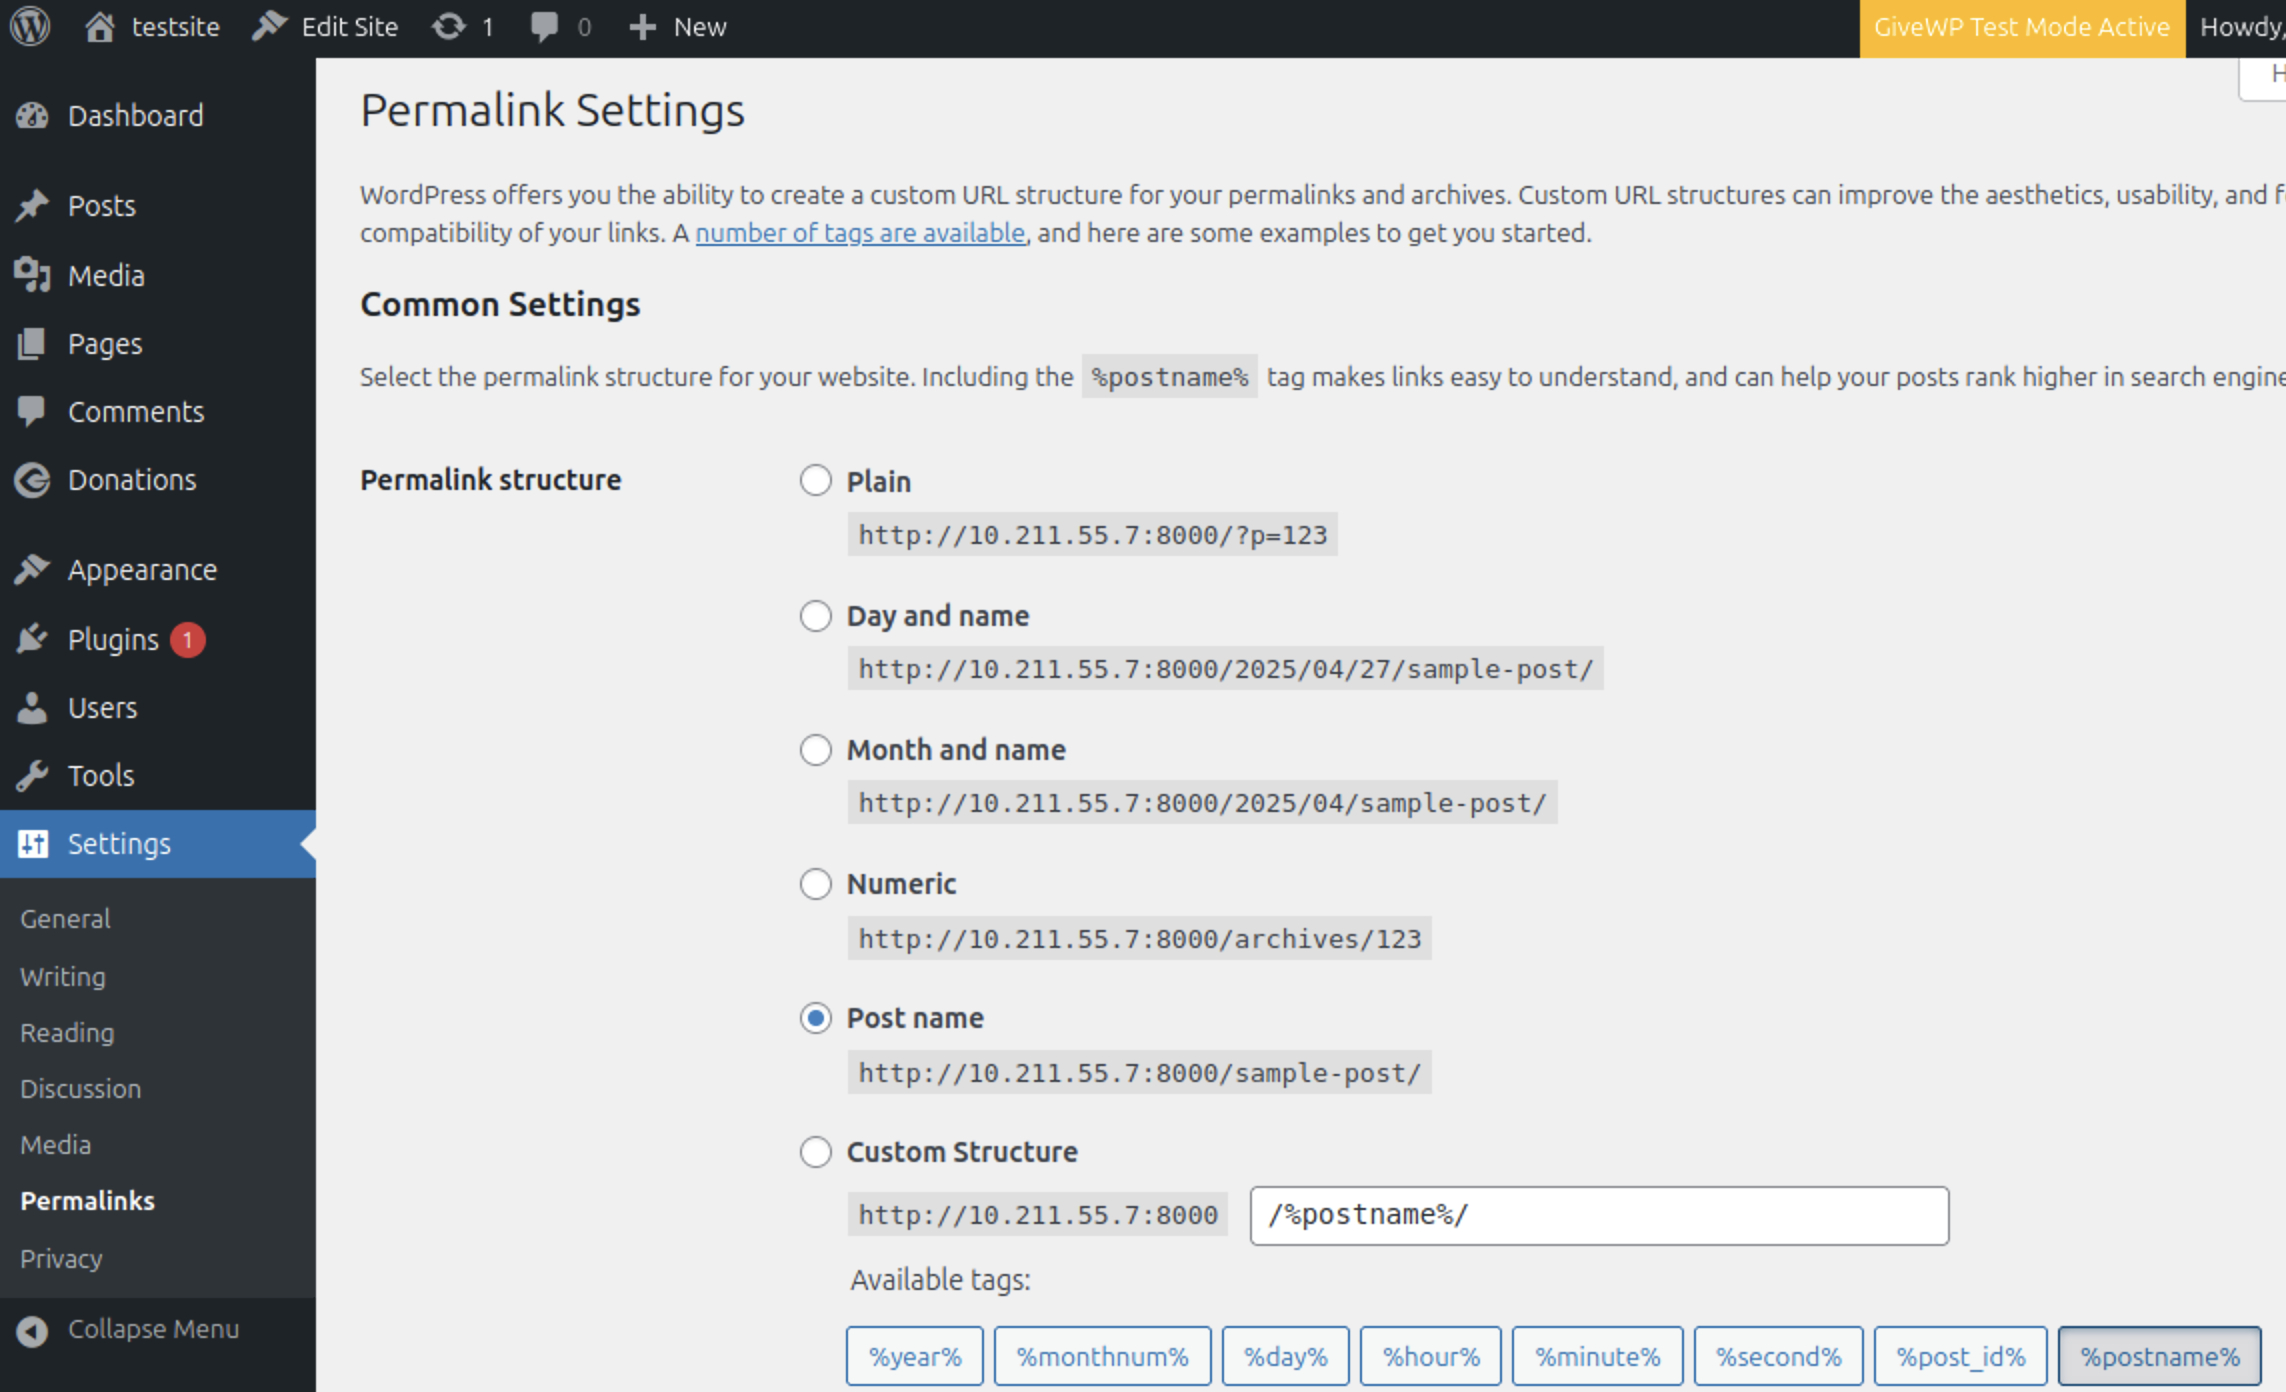 testsite Edit Site 1 0 New GiveWP Test Mode Active Howdy,
Dashboard
Posts
Media
Pages
Comments
Donations
Appearance
Plugins 1
Users
Tools
Settings
General
Writing
Reading
Discussion
Media
Permalinks
Privacy
Collapse Menu
H
Permalink Settings
WordPress offers you the ability to create a custom URL structure for your permalinks and archives. Custom URL structures can improve the aesthetics, usability, and
compatibility of your links. A number of tags are available, and here are some examples to get you started.
Common Settings
Select the permalink structure for your website. Including the %postname% tag makes links easy to understand, and can help your posts rank higher in search engine
Permalink structure
Plain
http://10.211.55.7:8000/?p=123
Day and name
http://10.211.55.7:8000/2025/04/27/sample-post/
Month and name
http://10.211.55.7:8000/2025/04/sample-post/
Numeric
http://10.211.55.7:8000/archives/123
Post name
http://10.211.55.7:8000/sample-post/
Custom Structure
http://10.211.55.7:8000 /%postname%/
Available tags:
%year% %monthnum% %day% %hour% %minute% %second% %post_id% %postname%